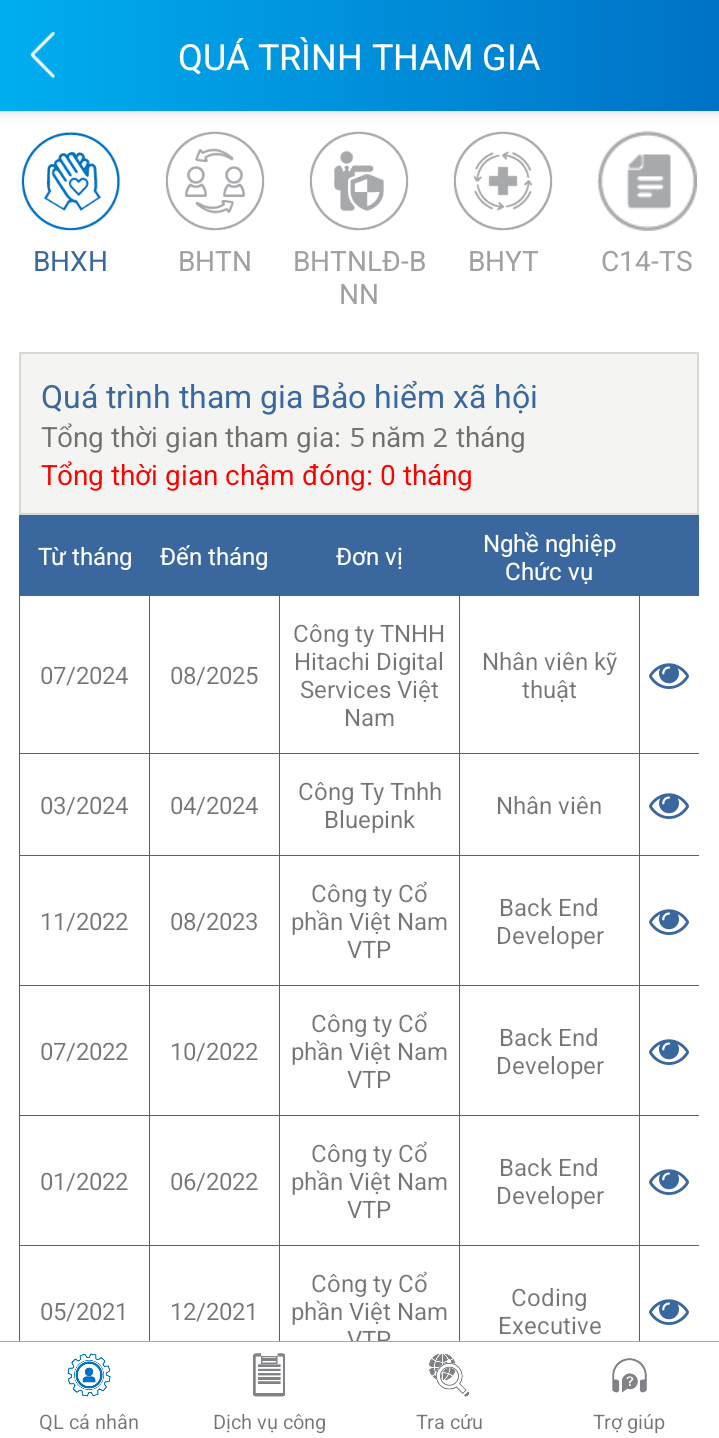 QUÁ TRÌNH THAM GIA
BHXH
BHTN
BHTNLĐ-B
NN
BHYT
C14-TS
Quá trình tham gia Bảo hiểm xã hội
Tổng thời gian tham gia: 5 năm 2 tháng
Tổng thời gian chậm đóng: 0 tháng
Từ tháng
Đến tháng
Đơn vị
Nghề nghiệp
Chức vụ
07/2024
08/2025
Công ty TNHH
Hitachi Digital
Services Việt
Nam
Nhân viên kỹ
thuật
03/2024
04/2024
Công Ty Tnhh
Bluepink
Nhân viên
11/2022
08/2023
Công ty Cổ
phần Việt Nam
VTP
Back End
Developer
07/2022
10/2022
Công ty Cổ
phần Việt Nam
VTP
Back End
Developer
01/2022
06/2022
Công ty Cổ
phần Việt Nam
VTP
Back End
Developer
05/2021
12/2021
Công ty Cổ
phần Việt Nam
VTP
Coding
Executive
QL cá nhân
Dịch vụ công
Tra cứu
Trợ giúp